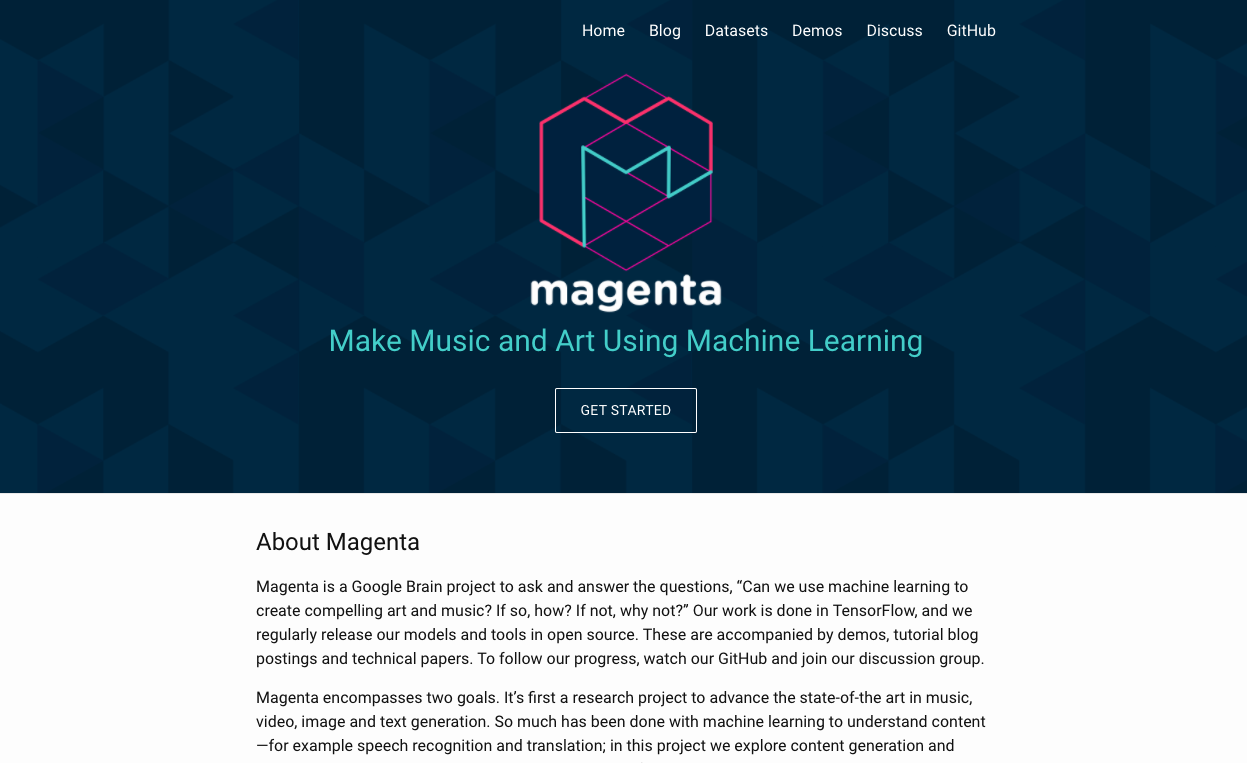 Home Blog Datasets Demos Discuss GitHub
magenta
Make Music and Art Using Machine Learning
GET STARTED
About Magenta
Magenta is a Google Brain project to ask and answer the questions, “Can we use machine learning to
create compelling art and music? If so, how? If not, why not?” Our work is done in TensorFlow, and we
regularly release our models and tools in open source. These are accompanied by demos, tutorial blog
postings and technical papers. To follow our progress, watch our GitHub and join our discussion group.
Magenta encompasses two goals. It’s first a research project to advance the state-of-the art in music,
video, image and text generation. So much has been done with machine learning to understand content
—for example speech recognition and translation; in this project we explore content generation and